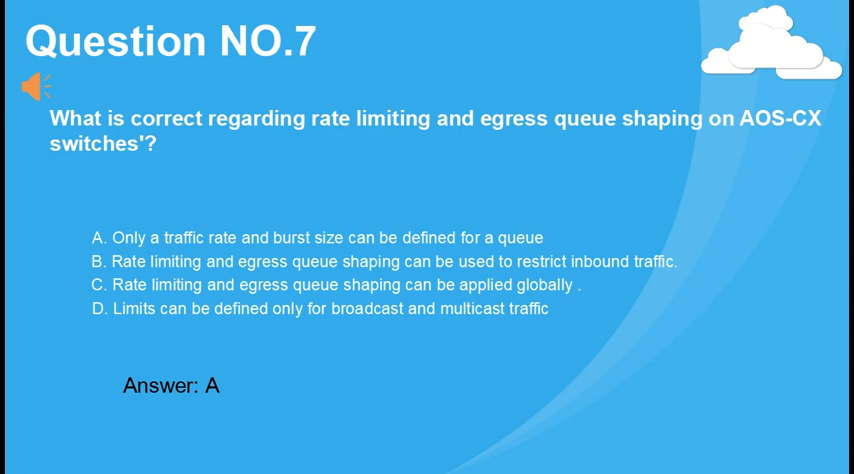 Question NO.7
What is correct regarding rate limiting and egress queue shaping on AOS-CX
switches'?
A. Only a traffic rate and burst size can be defined for a queue
B. Rate limiting and egress queue shaping can be used to restrict inbound traffic.
C. Rate limiting and egress queue shaping can be applied globally .
D. Limits can be defined only for broadcast and multicast traffic
Answer: A